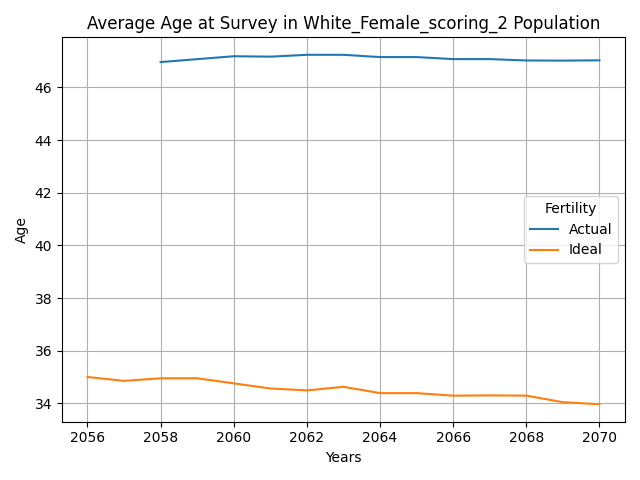 Average Age at Survey in White_Female_scoring_2 Population
Age
46
44
42
40
38
36
34
Fertility
Actual
Ideal
2056 2058 2060 2062 2064 2066 2068 2070
Years